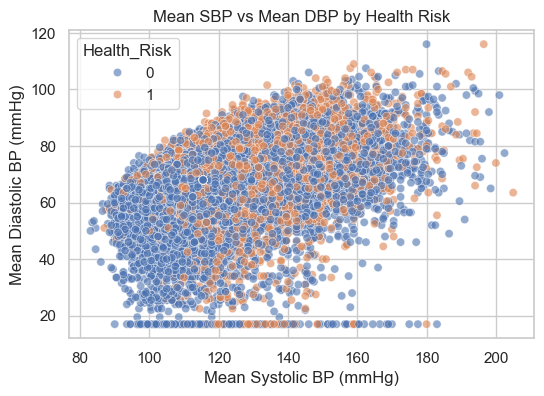 Mean SBP vs Mean DBP by Health Risk
Health_Risk
0
1
120
100
80
60
40
20
Mean Diastolic BP (mmHg)
80 100 120 140 160 180 200
Mean Systolic BP (mmHg)